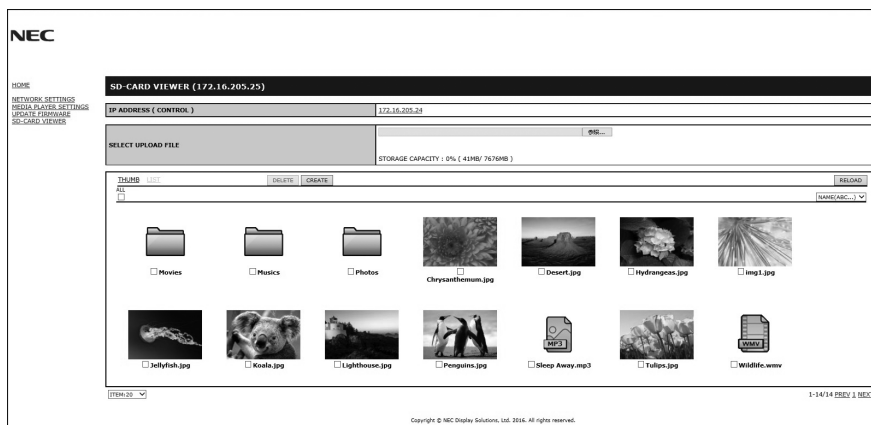 NEC
HOME
NETWORK SETTINGS
MEDIA PLAYER SETTINGS
UPDATE FIRMWARE
SD-CARD VIEWER
SD-CARD VIEWER (172.16.205.25)
IP ADDRESS ( CONTROL )
172.16.205.24
SELECT UPLOAD FILE
参照...
STORAGE CAPACITY : 0% ( 41MB/ 7676MB )
THUMB LIST DELETE CREATE RELOAD
ALL
NAME(ABC...)
Movies Musics Photos Chrysanthemum.jpg Desert.jpg Hydrangeas.jpg img1.jpg
MP3 WMV
Jellyfish.jpg Koala.jpg Lighthouse.jpg Penguins.jpg Sleep Away.mp3 Tulips.jpg Wildlife.wmv
ITEM:20
1-14/14 PREV 1 NEXT
Copyright © NEC Display Solutions, Ltd. 2016. All rights reserved.